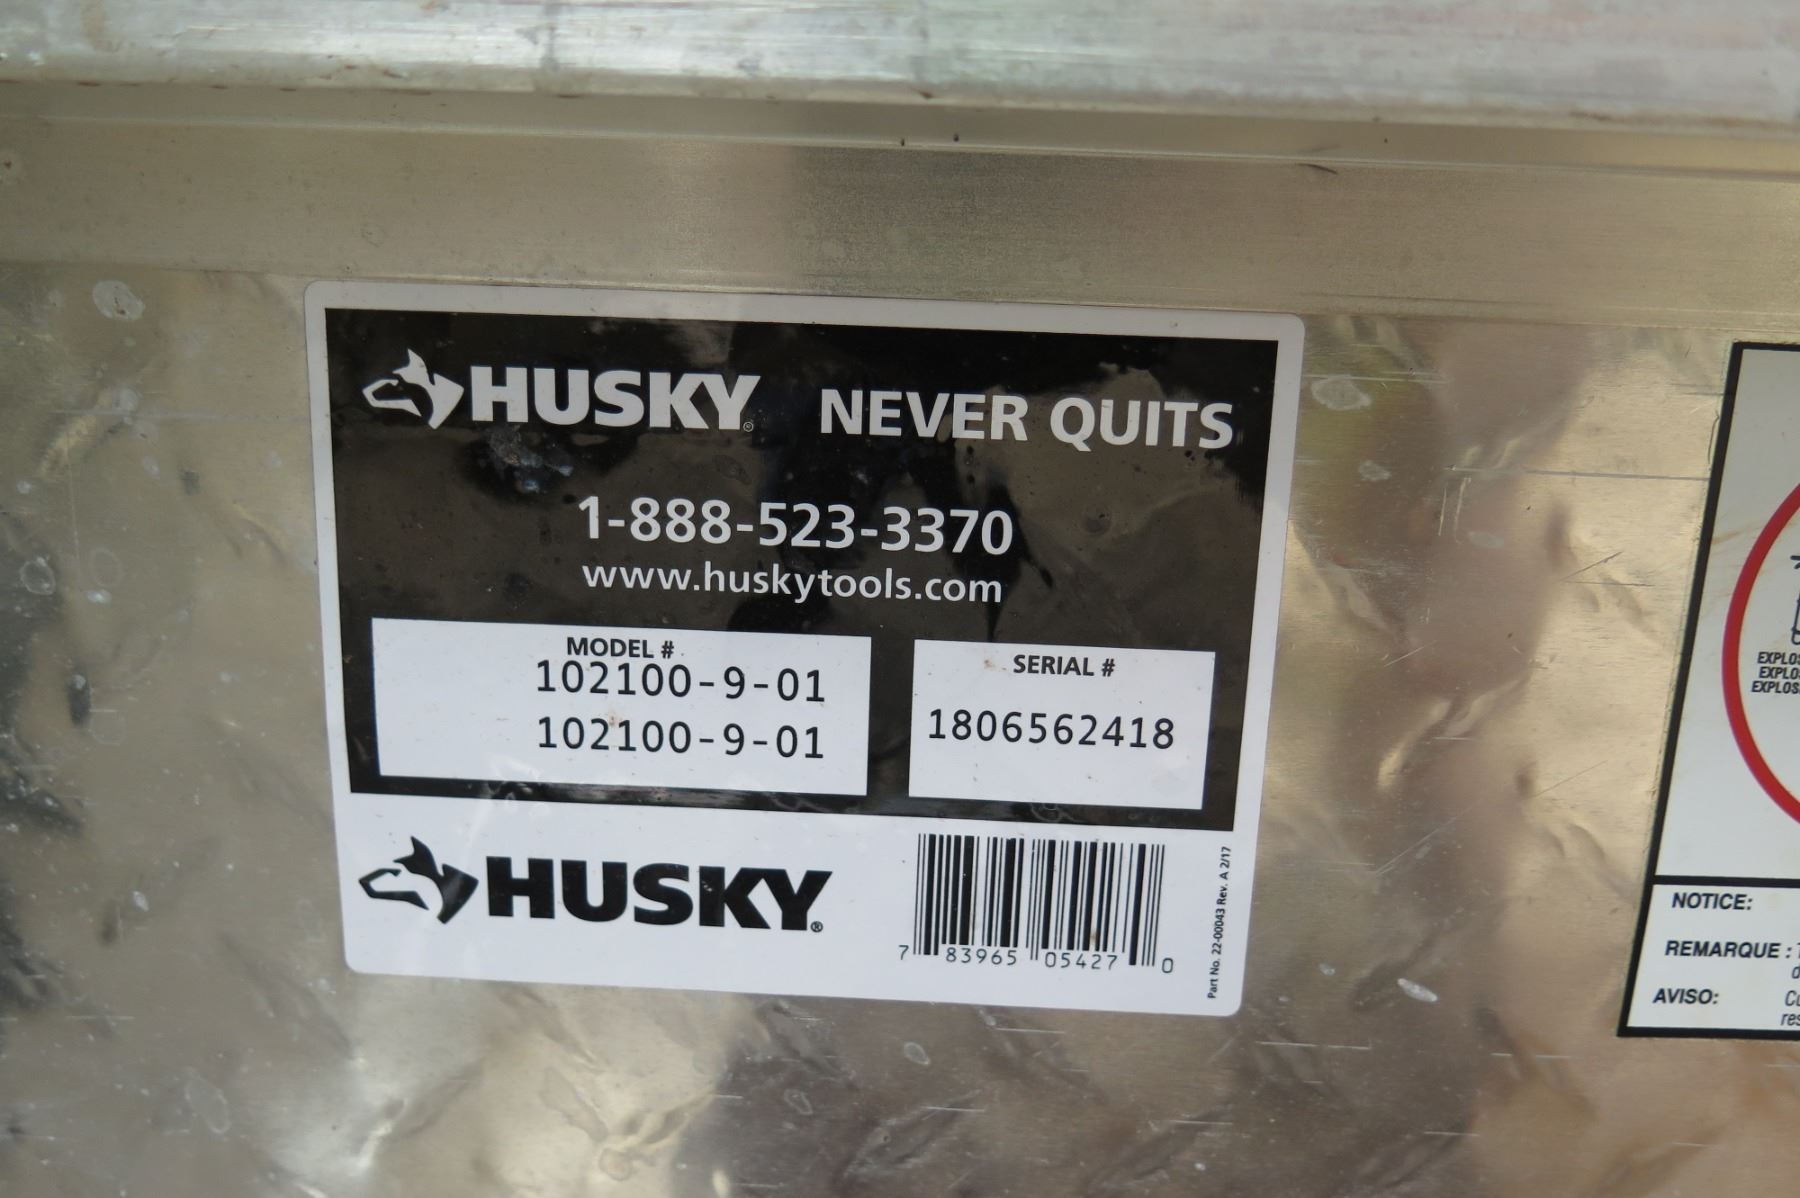 HUSKY® NEVER QUITS
1-888-523-3370
www.huskytools.com
MODEL #
102100-9-01
102100-9-01
SERIAL #
1806562418
HUSKY®
7 83965 05427 0
Part No. 22-00043 Rev. A 2/17
NOTICE:
REMARQUE :
AVISO: